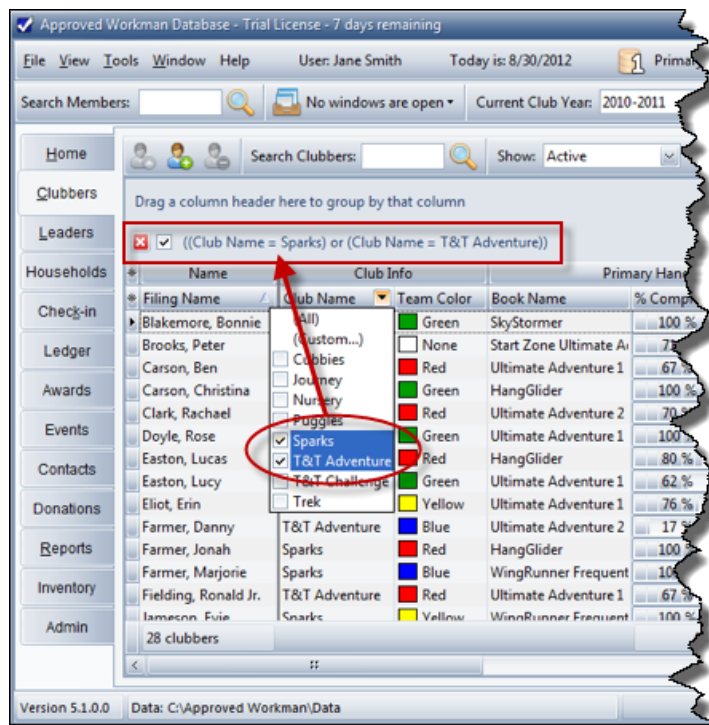 Approved Workman Database - Trial License - 7 days remaining
File View Tools Window Help User: Jane Smith Today is: 8/30/2012 1 Primary
Search Members: No windows are open Current Club Year: 2010-2011
Home
Clubbers
Leaders
Households
Check-in
Ledger
Awards
Events
Contacts
Donations
Reports
Inventory
Admin
Search Clubbers: Show: Active
Drag a column header here to group by that column
((Club Name = Sparks) or (Club Name = T&T Adventure))
Name Club Info Primary Han
Filing Name Club Name Team Color Book Name % Comp
Blakemore, Bonnie Green SkyStormer 100 %
Brooks, Peter None Start Zone Ultimate A
Carson, Ben Red Ultimate Adventure 1 67 %
Carson, Christina Green HangGlider 100 %
Clark, Rachael Red Ultimate Adventure 2 70 %
Doyle, Rose Green Ultimate Adventure 1 100 %
Easton, Lucas Red HangGlider 80 %
Easton, Lucy Green Ultimate Adventure 1 62 %
Eliot, Erin Yellow Ultimate Adventure 1 76 %
Farmer, Danny T&T Adventure Blue Ultimate Adventure 2 17 %
Farmer, Jonah Sparks Red HangGlider 100
Farmer, Marjorie Sparks Blue WingRunner Frequent
Fielding, Ronald Jr. T&T Adventure Red Ultimate Adventure 1 67 %
Jameson, Evie Sparks Yellow WingRunner Frequent 100 %
(All)
(Custom...)
Cubbies
Journey
Nursery
Puggles
Sparks
T&T Adventure
T&T Challenge
Trek
28 clubbers
Version 5.1.0.0 Data: C:\Approved Workman\Data